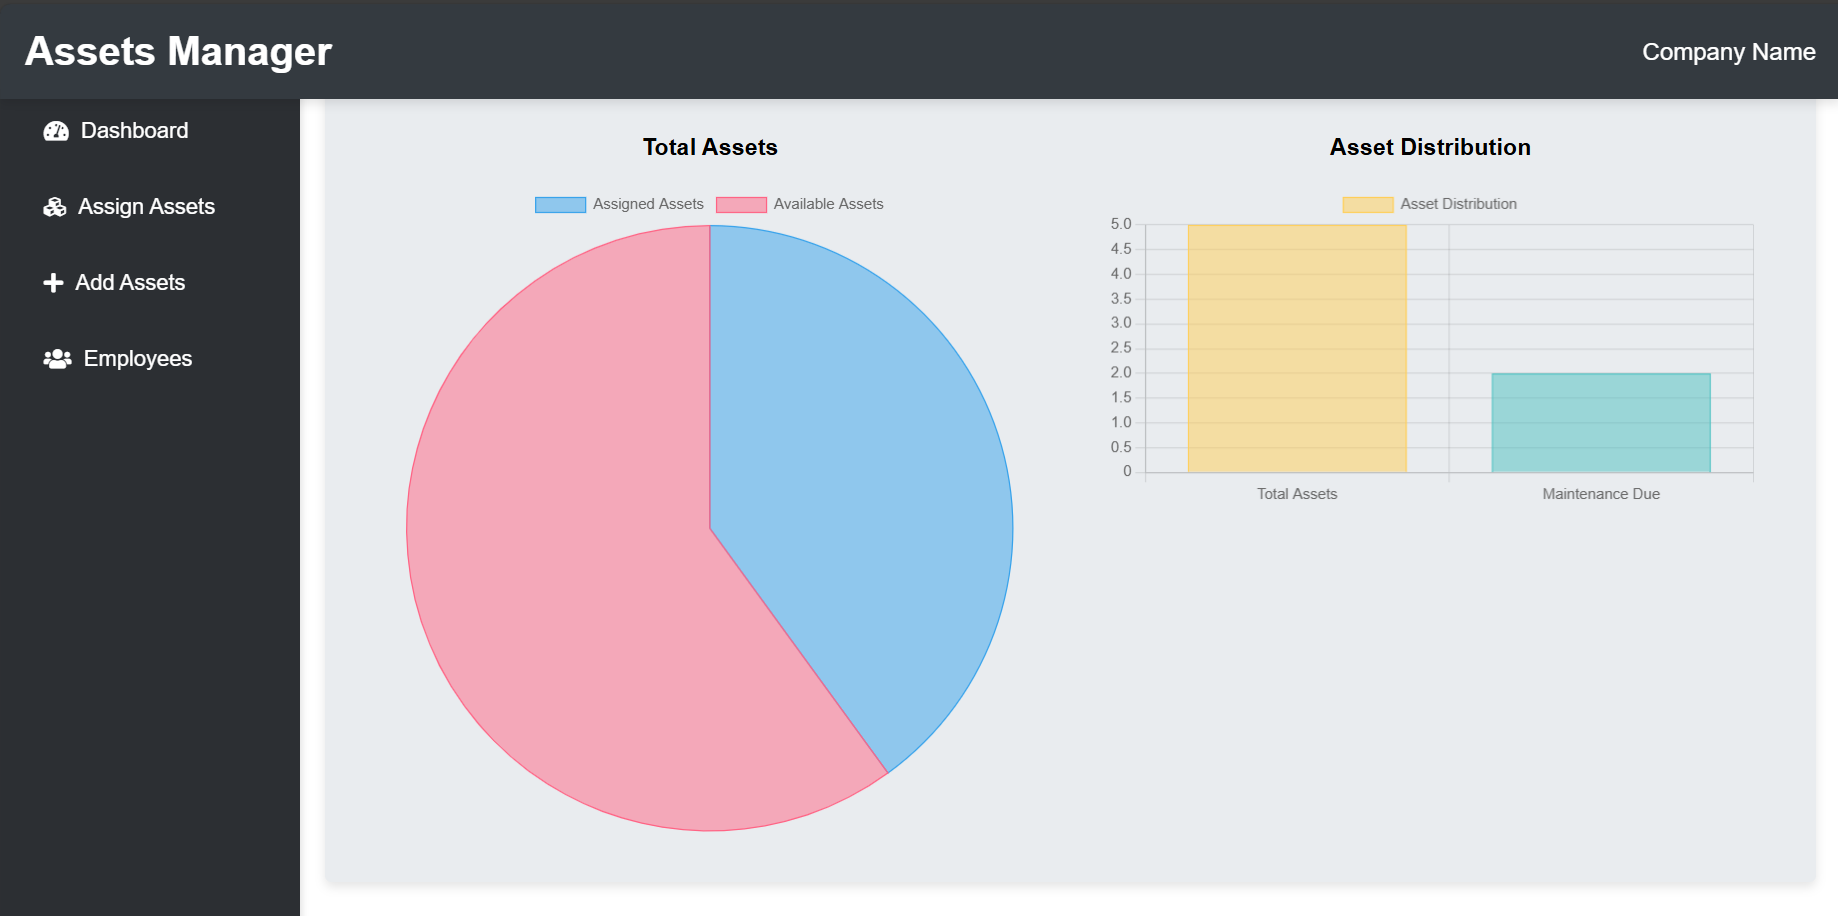 Assets Manager
Company Name
Dashboard
Assign Assets
Add Assets
Employees
Total Assets
Assigned Assets
Available Assets
Asset Distribution
Asset Distribution
5.0
4.5
4.0
3.5
3.0
2.5
2.0
1.5
1.0
0.5
0
Total Assets
Maintenance Due